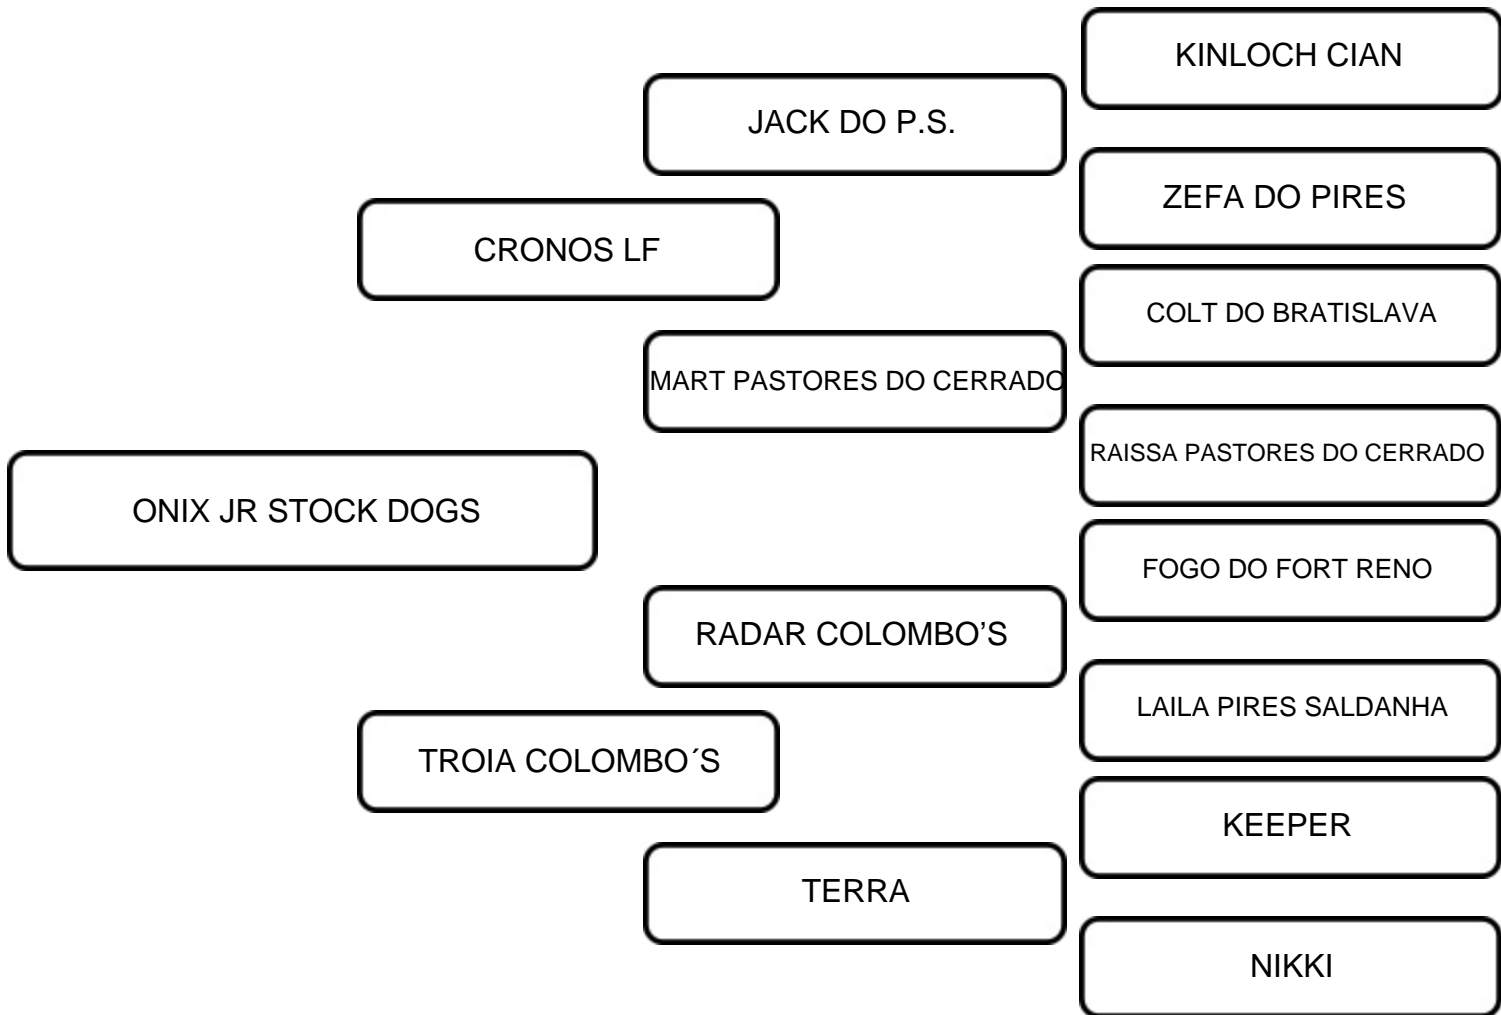 KINLOCH CIAN
JACK DO P.S.
ZEFA DO PIRES
CRONOS LF
COLT DO BRATISLAVA
MART PASTORES DO CERRADO
RAISSA PASTORES DO CERRADO
ONIX JR STOCK DOGS
FOGO DO FORT RENO
RADAR COLOMBO’S
LAILA PIRES SALDANHA
TROIA COLOMBO´S
KEEPER
TERRA
NIKKI